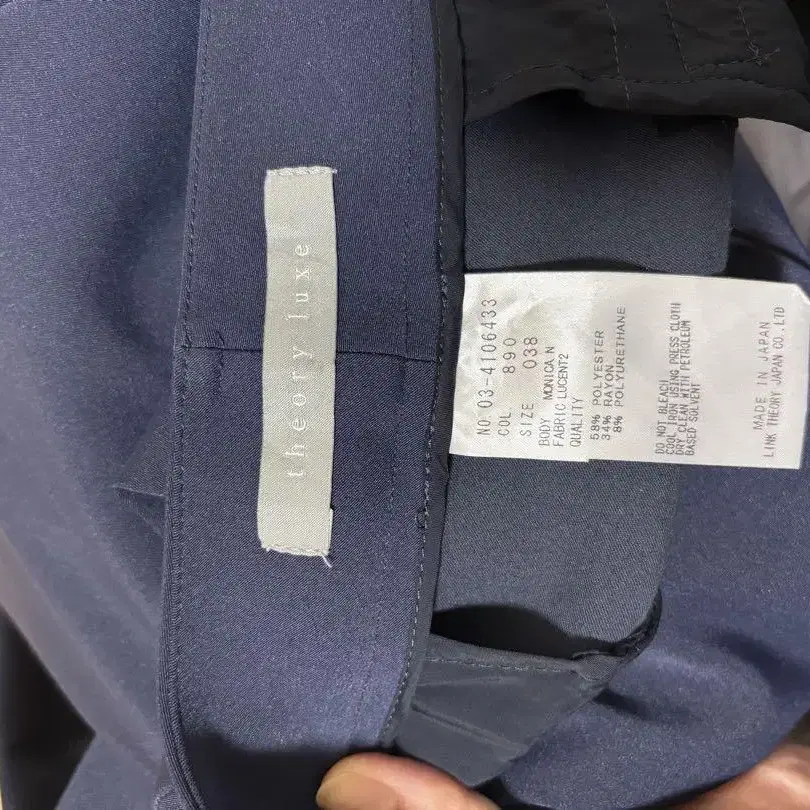 theory luxe
NO 03-4106433
COL 890
SIZE 038
BODY MONICA N
FABRIC LUCENT2
QUALITY
58% POLYESTER
34% RAYON
8% POLYURETHANE
DO NOT BLEACH
COOL IRON USING PRESS CLOTH
DRY CLEAN WITH PETROLEUM
BASED SOLVENT
MADE IN JAPAN
LINK THEORY JAPAN CO.,LTD